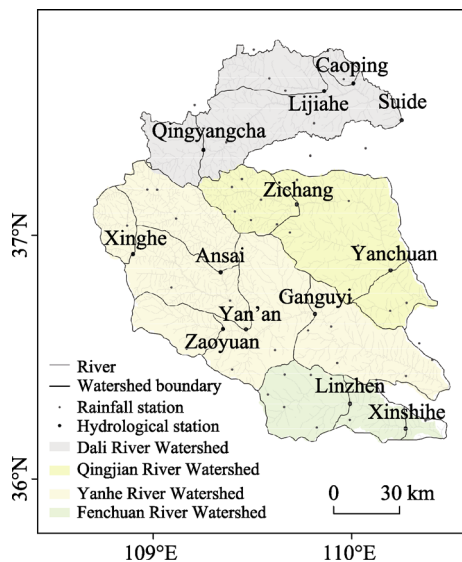 Caoping
Lijiahe
Suide
Qingyangcha
Zichang
37°N
Xinghe
Ansai
Yanchuan
Ganguyi
Yan'an
Zaoyuan
River
Watershed boundary
Rainfall station
Hydrological station
Dali River Watershed
Qingjian River Watershed
Yanhe River Watershed
Fenchuan River Watershed
Linzhen
Xinshihe
36°N
0 30 km
109°E 110°E